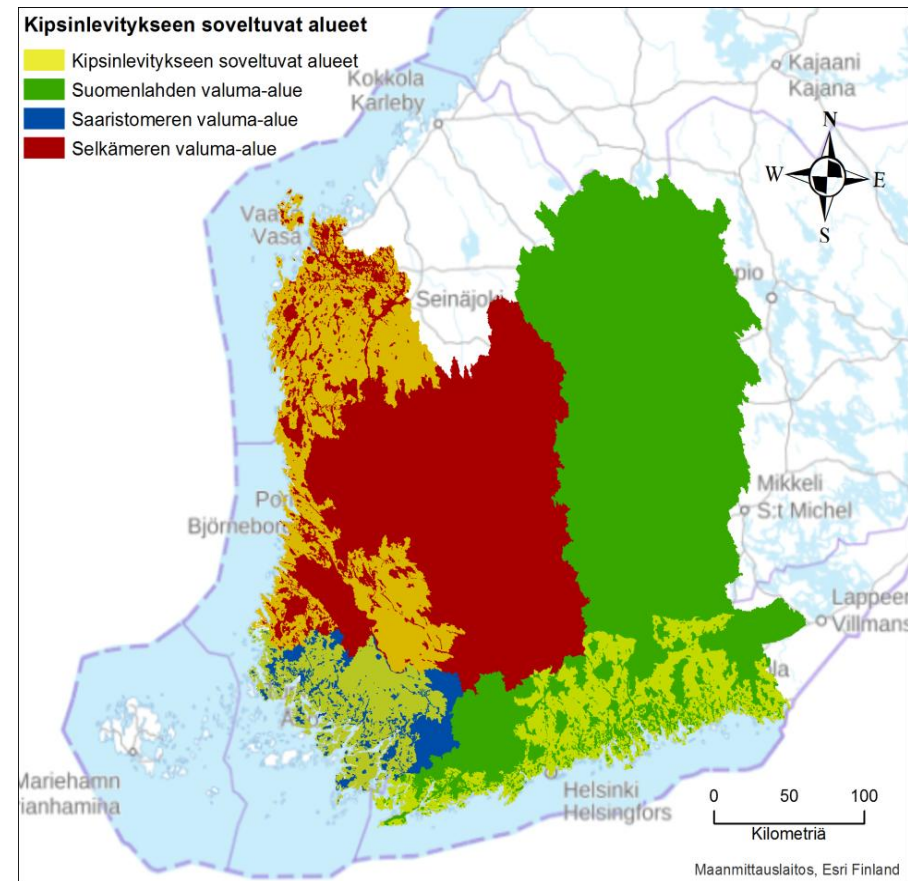 Kipsinlevitykseen soveltuvat alueet
Kipsinlevitykseen soveltuvat alueet
Suomenlahden valuma-alue
Saaristomeren valuma-alue
Selkämeren valuma-alue
Kokkola
Karleby
Kajaani
Kajana
N
W
E
S
Vasa
Seinäjoki
Mikkeli
S:t Michel
Björneborg
Mariehamn
Helsinki
Helsingfors
0 50 100
Kilometriä
Maanmittauslaitos, Esri Finland